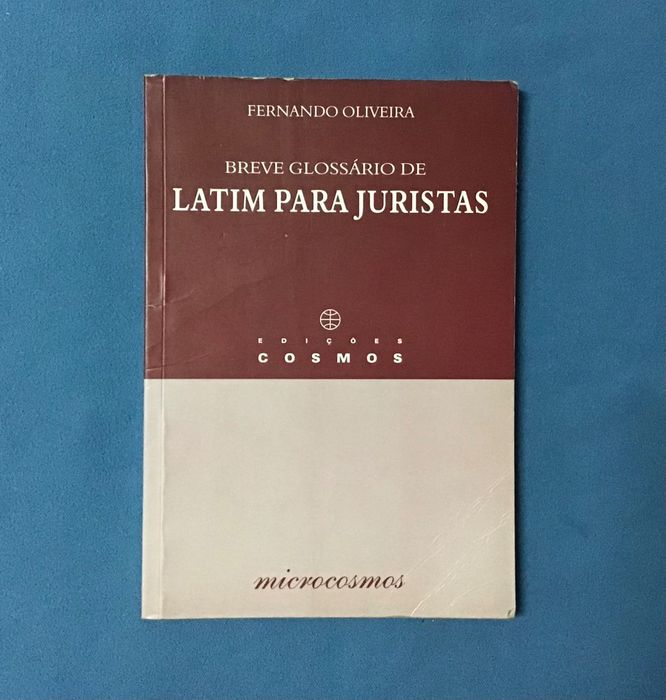 FERNANDO OLIVEIRA
BREVE GLOSSÁRIO DE
LATIM PARA JURISTAS
EDIÇÕES
COSMOS
microcosmos